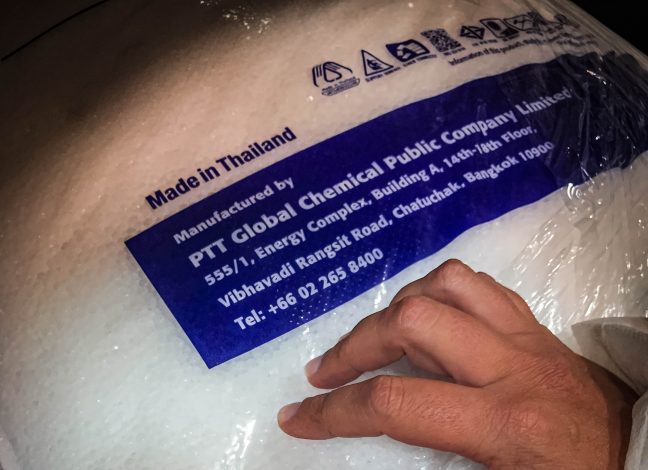 Made in Thailand
Manufactured by
PTT Global Chemical Public Company Limited
555/1, Energy Complex, Building A, 14th-18th Floor,
Vibhavadi Rangsit Road, Chatuchak, Bangkok 10900
Tel: +66 02 265 8400